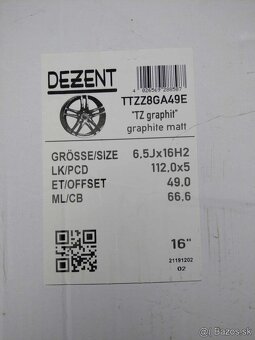 DEZENT
TTZZ8GA49E
"TZ graphit"
graphite matt
GRÖSSE/SIZE 6,5Jx16H2
LK/PCD 112,0x5
ET/OFFSET 49.0
ML/CB 66,6
16"
21191202
02
© Bazos.sk